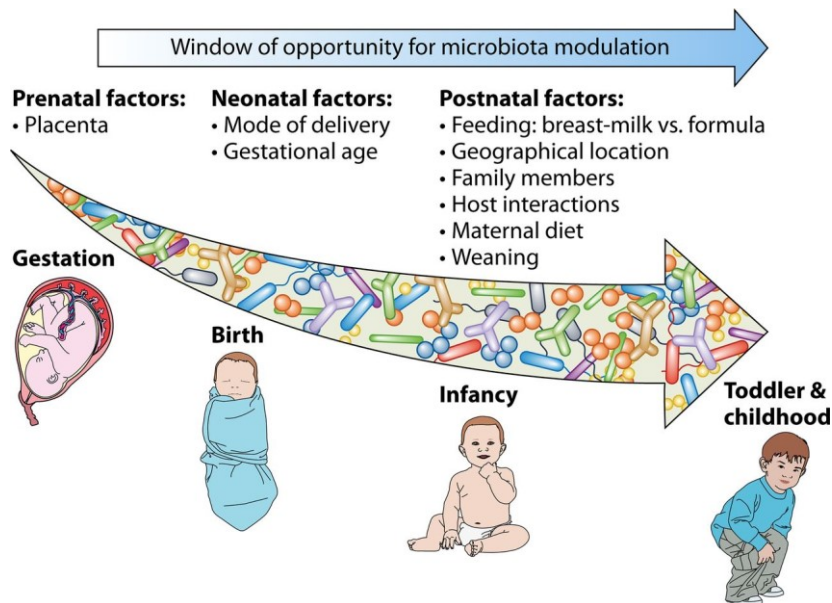 Window of opportunity for microbiota modulation
Prenatal factors:
• Placenta
Neonatal factors:
• Mode of delivery
• Gestational age
Postnatal factors:
• Feeding: breast-milk vs. formula
• Geographical location
• Family members
• Host interactions
• Maternal diet
• Weaning
Gestation
Birth
Infancy
Toddler &
childhood